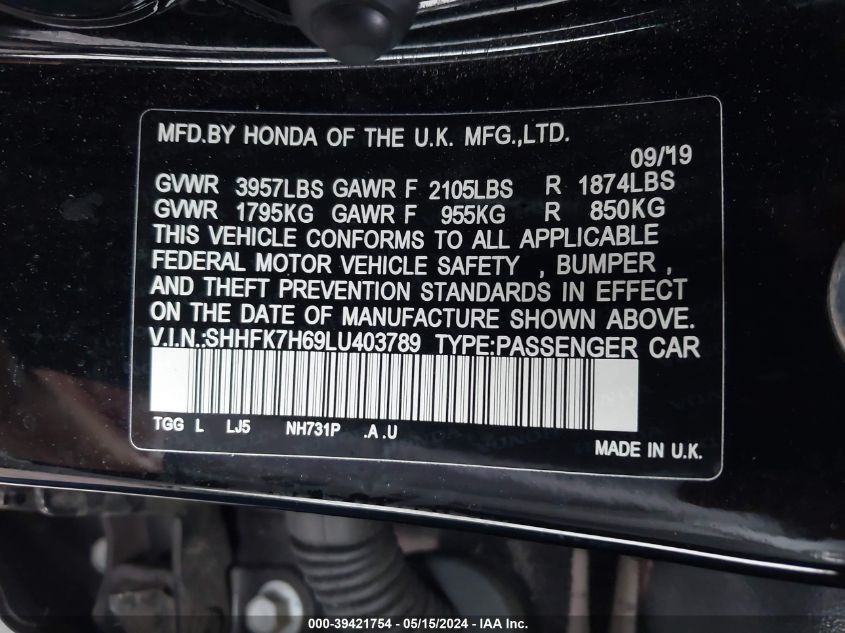 MFD.BY HONDA OF THE U.K. MFG.,LTD.
09/'19
GVWR 3957LBS GAWR F 2105LBS R 1874LBS
GVWR 1795KG GAWR F 955KG R 850KG
THIS VEHICLE CONFORMS TO ALL APPLICABLE
FEDERAL MOTOR VEHICLE SAFETY , BUMPER ,
AND THEFT PREVENTION STANDARDS IN EFFECT
ON THE DATE OF MANUFACTURE SHOWN ABOVE.
V.I.N.:SHHFK7H69LU403789 TYPE:PASSENGER CAR
TGG L LJ5 NH731P .A .U
MADE IN U.K.
000-39421754 - 05/15/2024 - IAA Inc.